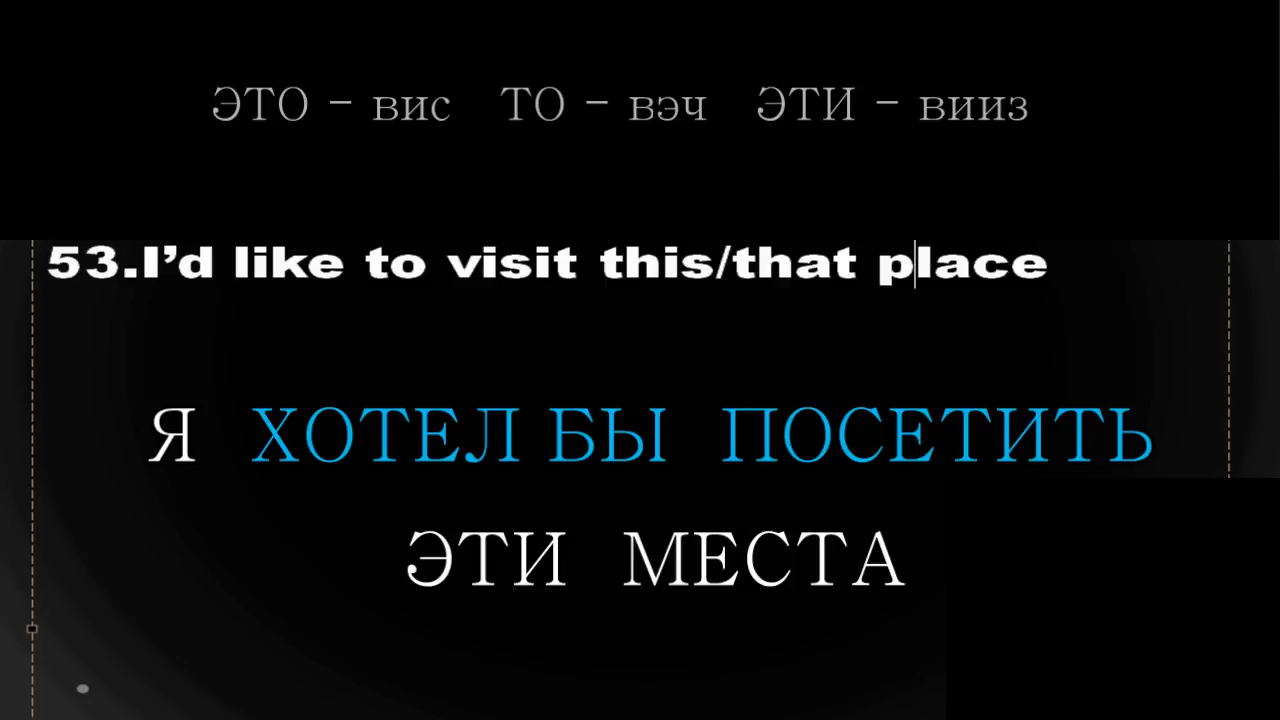 ЭТО - вис ТО - вэч ЭТИ - вииз
53.I’d like to visit this/that place
Я ХОТЕЛ БЫ ПОСЕТИТЬ
ЭТИ МЕСТА